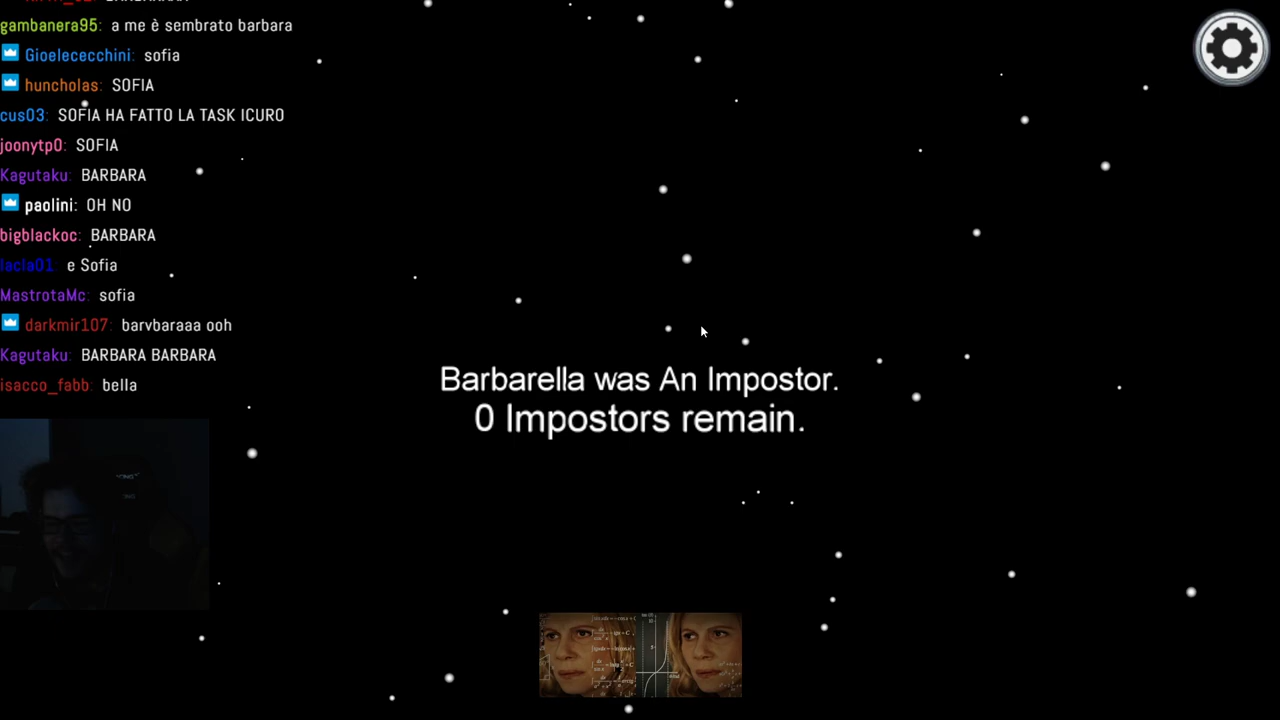 gambanera95: a me è sembrato barbara
Gioelececchini: sofia
huncholas: SOFIA
cus03: SOFIA HA FATTO LA TASK ICURO
joonytp0: SOFIA
Kagutaku: BARBARA
paolini: OH NO
bigblackoc: BARBARA
lacla01: e Sofia
MastrotaMc: sofia
darkmir107: barvbaraaa ooh
Kagutaku: BARBARA BARBARA
isacco_fabb: bella
Barbarella was An Impostor.
0 Impostors remain.